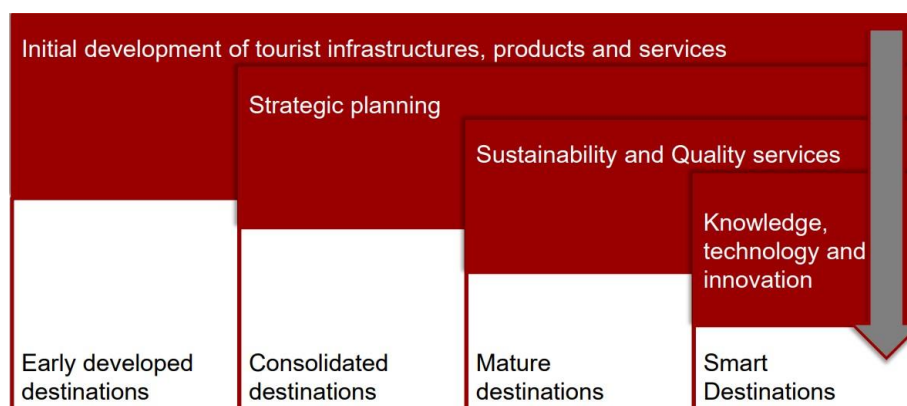 Initial development of tourist infrastructures, products and services
Strategic planning
Sustainability and Quality services
Knowledge,
technology and
innovation
Early developed
destinations
Consolidated
destinations
Mature
destinations
Smart
Destinations